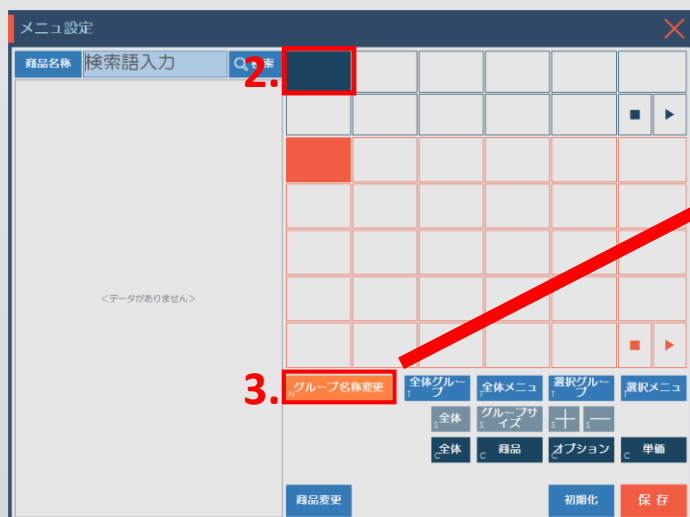 メニュー設定
商品名称 検索語入力 検索
2.
<データがありません>
3.
グループ名称変更 N
全体グループ T
全体メニュー T
選択グループ T
選択メニュー T
全体 S
グループサイズ S
+ S
− S
全体 C
商品 C
オプション C
単価 C
商品変更
初期化
保存